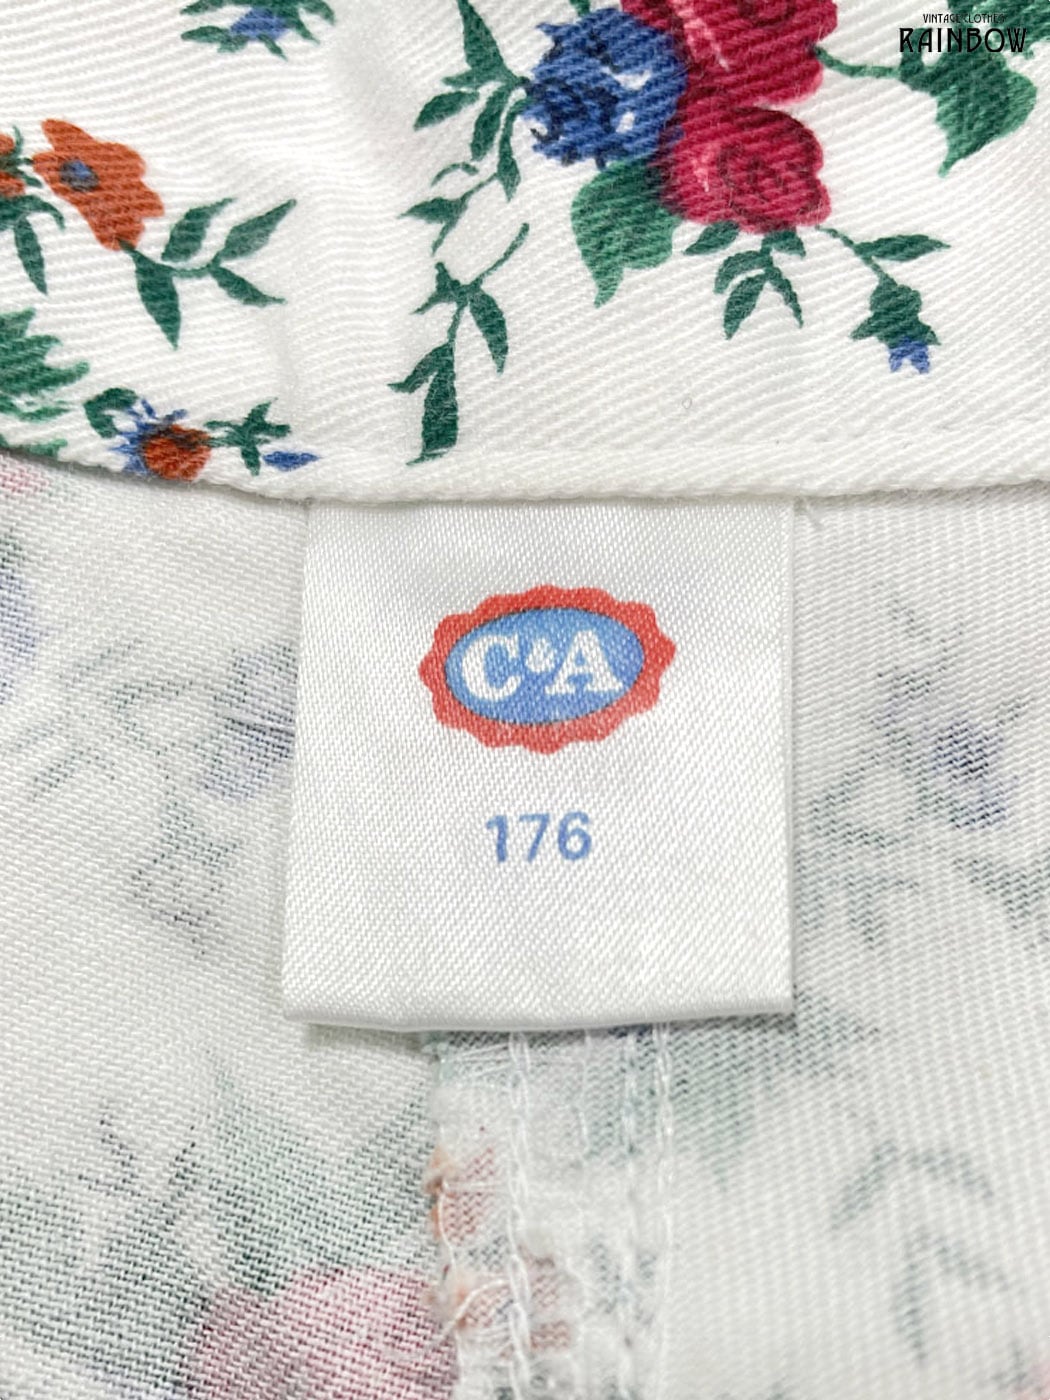 VINTAGE CLOTHES
RAINBOW
C&A
176